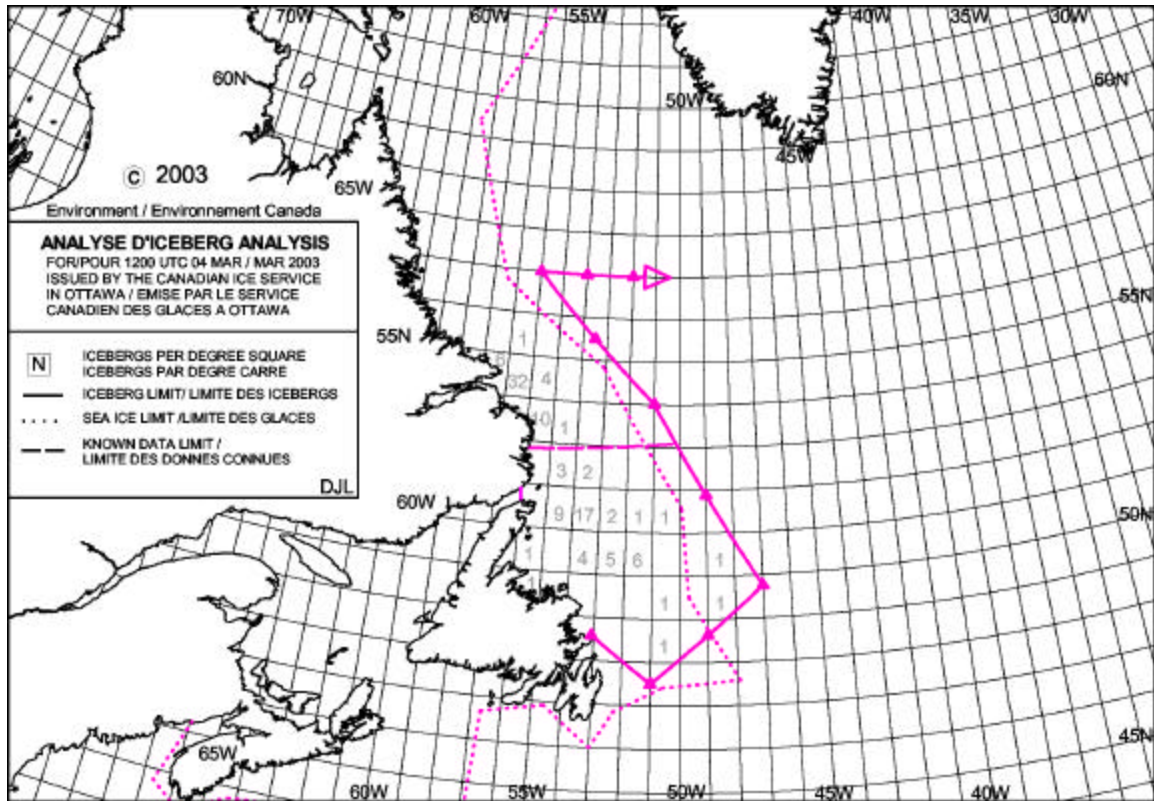 70W 60W 55W 40W 35W 30W
60N 60N
50W
45W
© 2003
65W
Environment / Environnement Canada
ANALYSE D'ICEBERG ANALYSIS
FOR/POUR 1200 UTC 04 MAR / MAR 2003
ISSUED BY THE CANADIAN ICE SERVICE
IN OTTAWA / EMISE PAR LE SERVICE
CANADIEN DES GLACES A OTTAWA
N ICEBERGS PER DEGREE SQUARE
ICEBERGS PAR DEGRE CARRE
ICEBERG LIMIT/ LIMITE DES ICEBERGS
SEA ICE LIMIT /LIMITE DES GLACES
KNOWN DATA LIMIT /
LIMITE DES DONNES CONNUES
DJL
55N
55N
1
32 4
10 1
3 2
60W
50N
9 17 2 1 1
1 4 5 6 1
1
1 1
1
65W
45N
60W 55W 50W 45W 40W